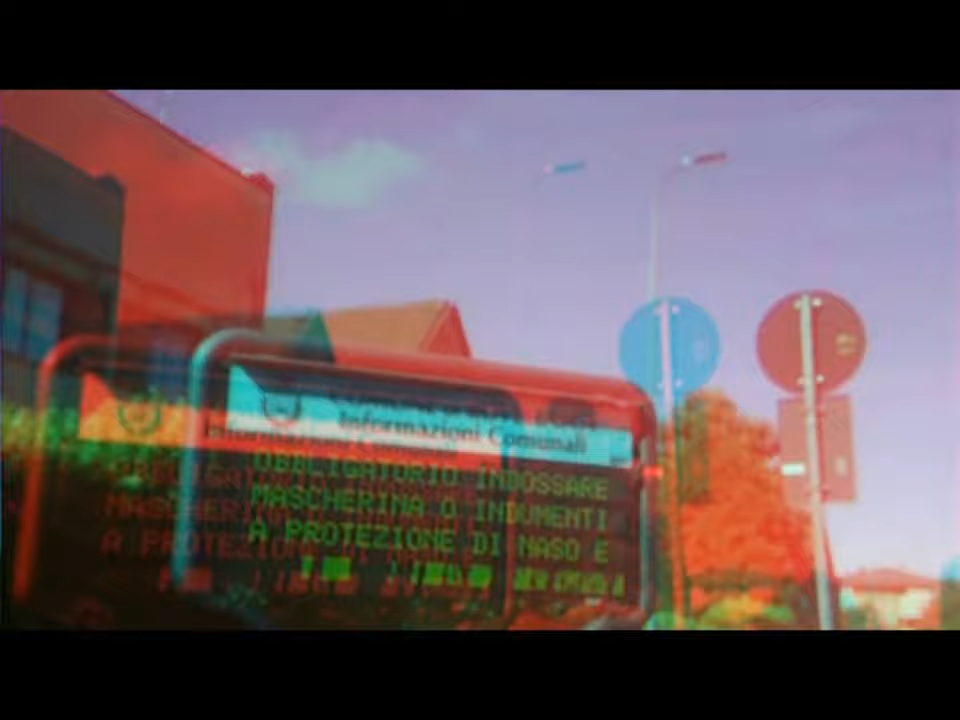 Informazioni Comunali
OBBLIGATORIO INDOSSARE
MASCHERINA O INDUMENTI
A PROTEZIONE DI NASO E